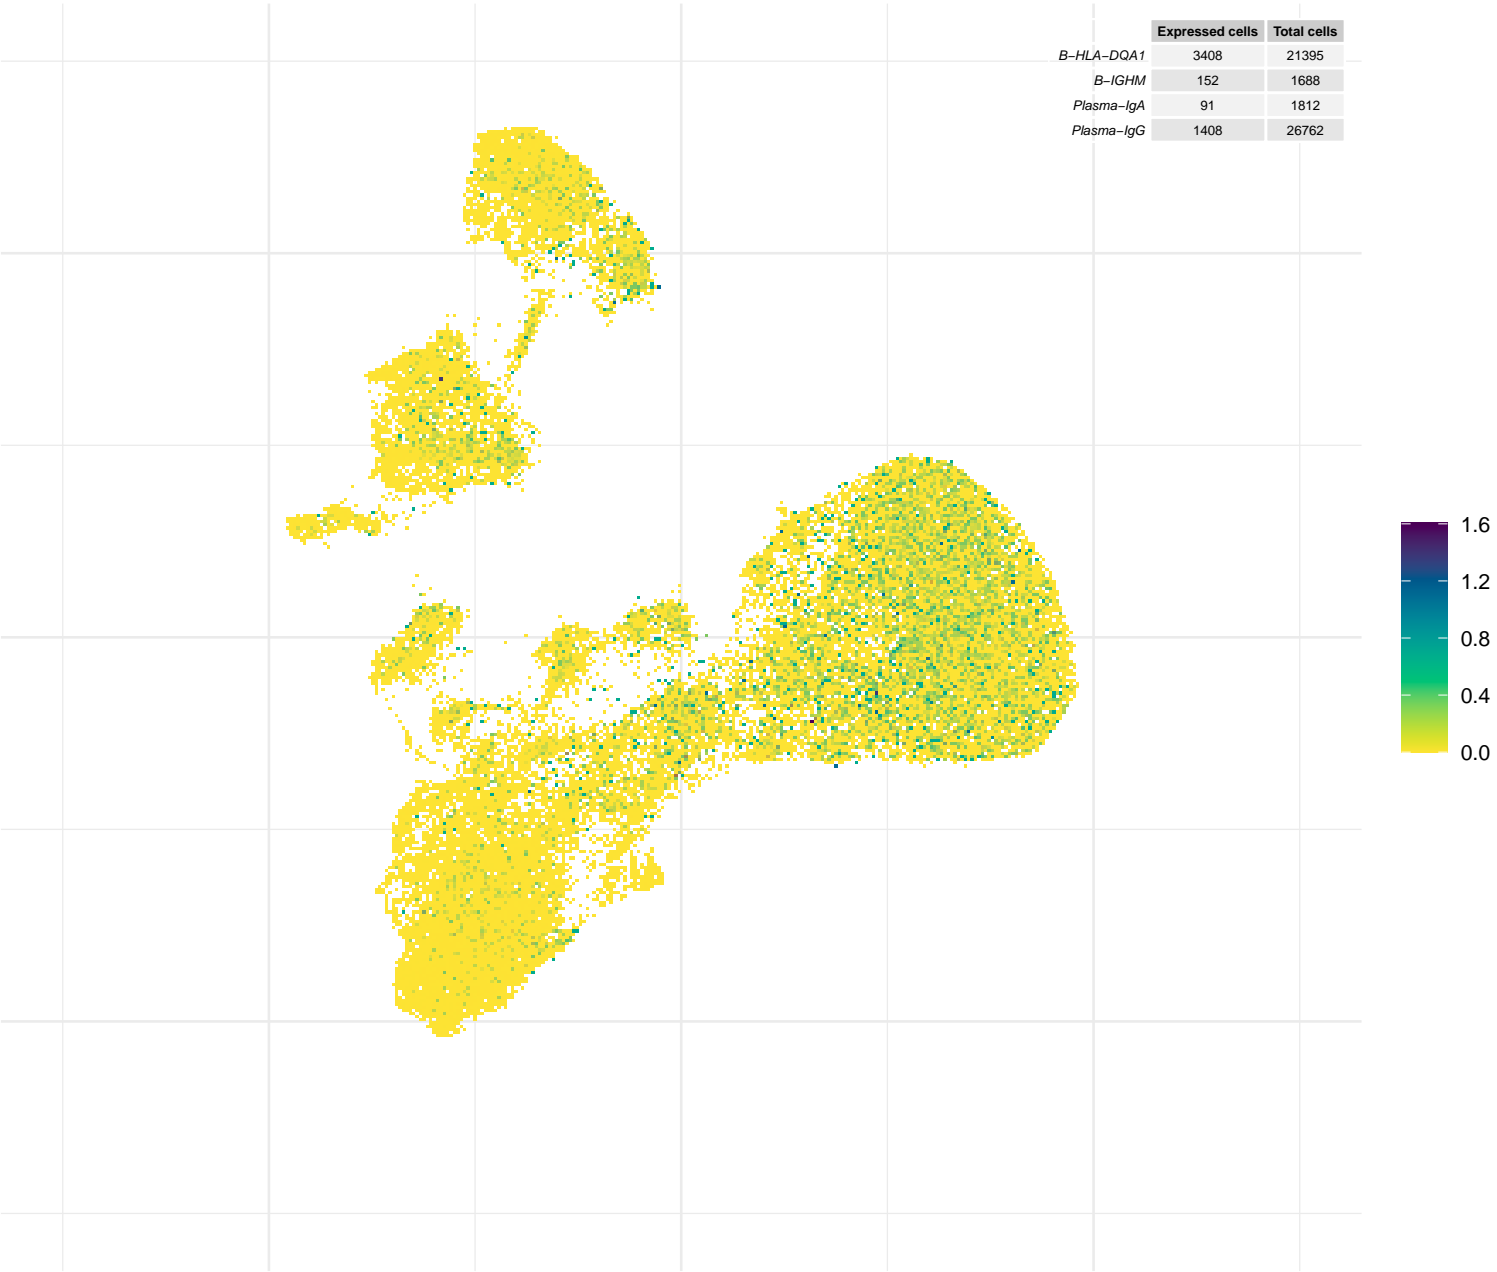 Expressed cells Total cells
B−HLA−DQA1 3408 21395
B−IGHM 152 1688
Plasma−IgA 91 1812
Plasma−IgG 1408 26762
1.6
1.2
0.8
0.4
0.0